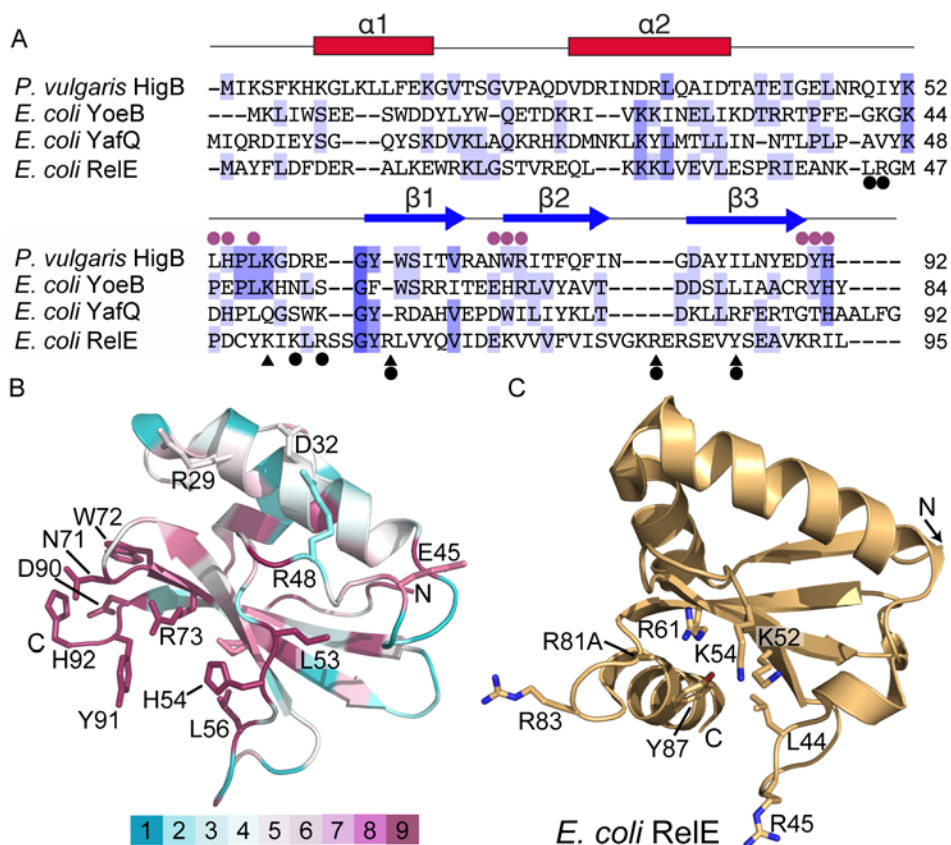 A
α1 α2
P. vulgaris HigB -MIKSFKHKGLKLLFEKGVTSGVPAQDVDRINDRLQAIDTATEIGELNRQIYK 52
E. coli YoeB ---MKLIWSEE---SWDDYLYW-QETDKRI--VKKINELIKDTRRTPFE-GKGK 44
E. coli YafQ MIQRDIEYSG---QYSKDVKLAQKRHKDMNKLKYLMTLLIN-NTLPLP-AVYK 48
E. coli RelE -MAYFLDFDER---ALKEWRKLGSTVREQL--KKKLVEVLESPRIEANK-LRGM 47
β1 β2 β3
P. vulgaris HigB LHPLKGDRE--GY-WSITVRANWRITFQFIN----GDAYILNYEDYH---- 92
E. coli YoeB PEPLKHNLS--GF-WSRRITEEHRLVYAVT-----DDSLLIAACRYHY--- 84
E. coli YafQ DHPLQGSWK--GY-RDAHVEPDWILIYKLT-----DKLLRFERTGTHAALFG 92
E. coli RelE PDCYKIKLRSSGYRLVYQVIDEKVVVFVISVGKRERSEVYSEAVKRIL---- 95
B
D32
R29
W72
N71
D90
E45
R48
N
R73
L53
C
H92
H54
Y91
L56
1 2 3 4 5 6 7 8 9
C
N
R61
K52
R81A
K54
R83
Y87
C
L44
R45
E. coli RelE